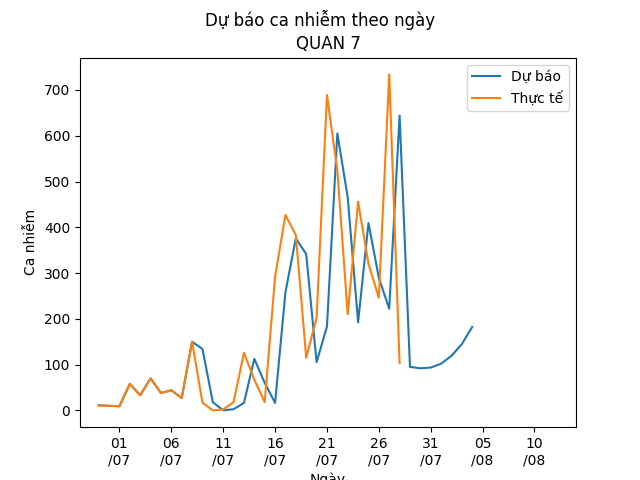 Dự báo ca nhiễm theo ngày
QUAN 7
Dự báo
Thực tế
Ca nhiễm
700
600
500
400
300
200
100
0
01 06 11 16 21 26 31 05 10
/07 /07 /07 /07 /07 /07 /07 /08 /08
Ngày